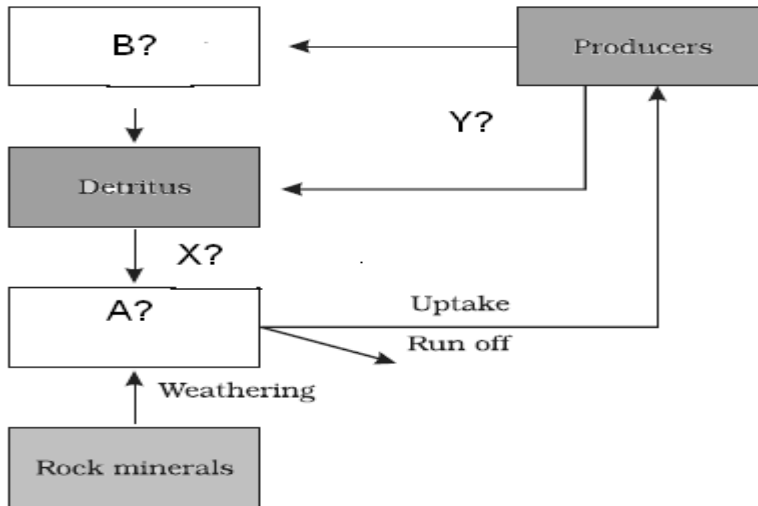 B?
Producers
Y?
Detritus
X?
A?
Uptake
Run off
Weathering
Rock minerals